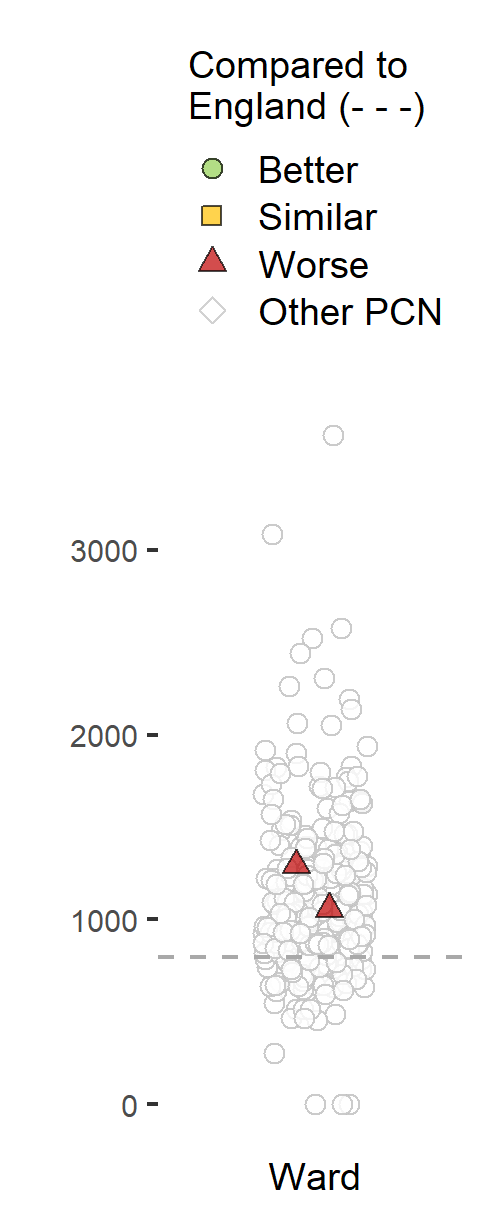 Compared to
England (- - -)
Better
Similar
Worse
Other PCN
3000
2000
1000
0
Ward